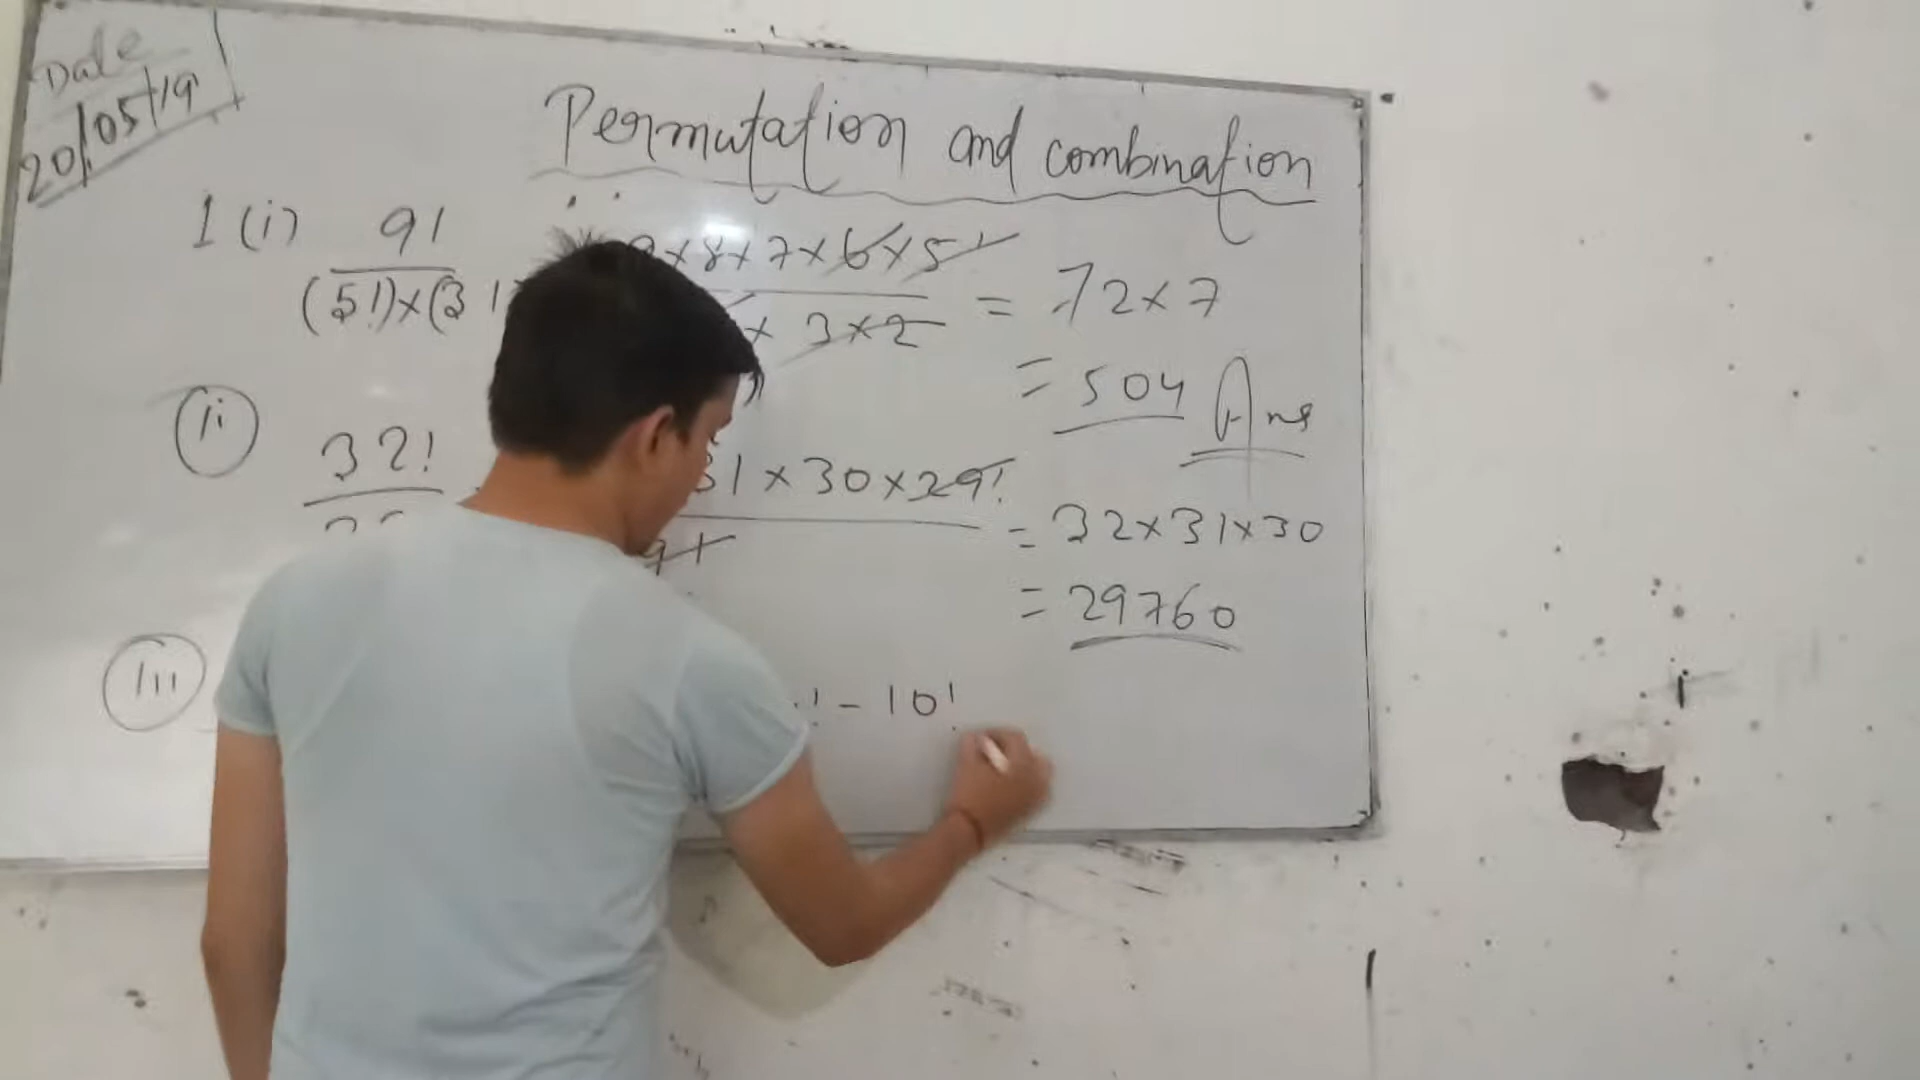 Date
20/05/19
Permutation and combination
1 (i) 9!
(5!)×(3!
×8×7×6×5!
× 3×2
= 72×7
= 504 Ans
(ii)
32!
31×30×29!
9!
= 32×31×30
= 29760
(iii)
! - 10!